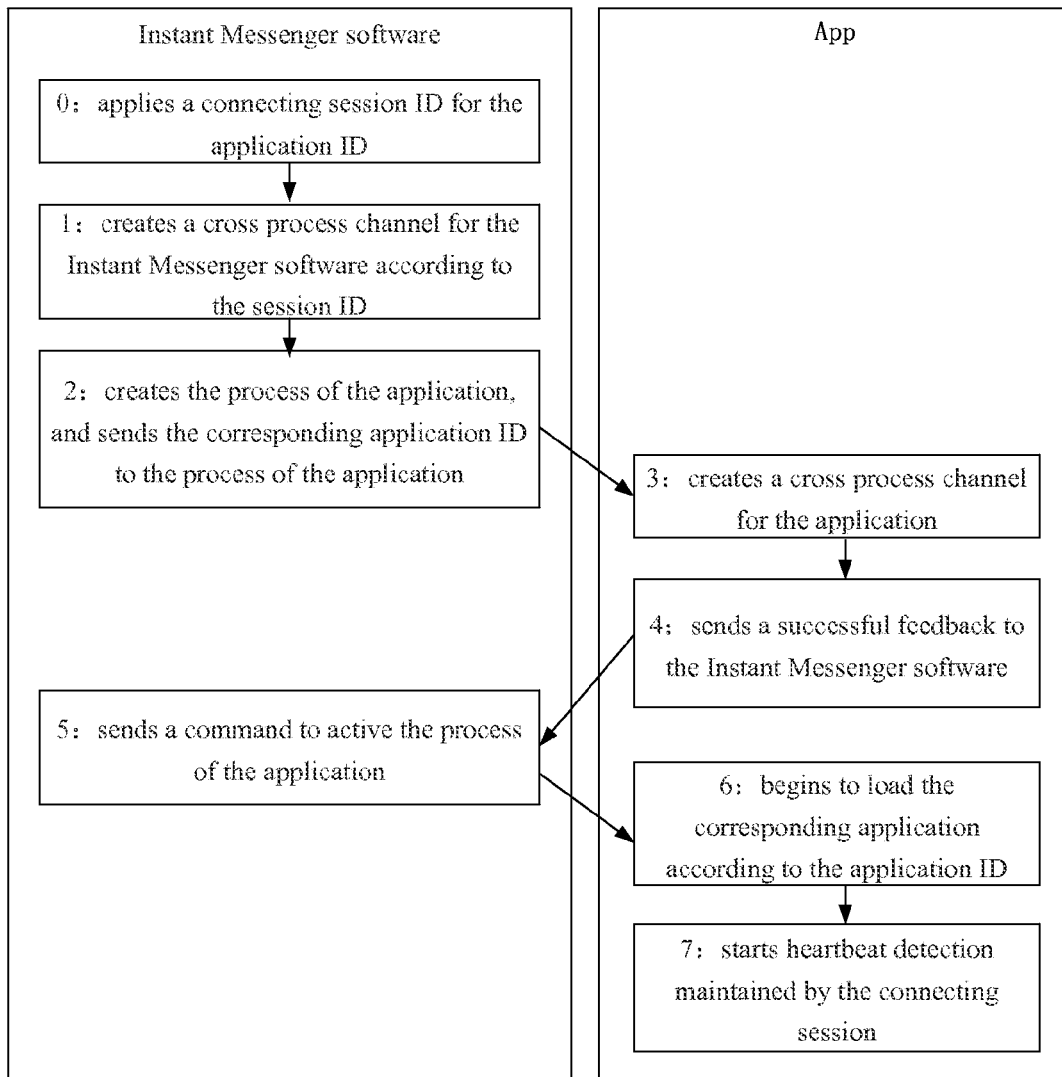 Instant Messenger software
0：applies a connecting session ID for the
application ID
1：creates a cross process channel for the
Instant Messenger software according to
the session ID
2：creates the process of the application,
and sends the corresponding application ID
to the process of the application
5：sends a command to active the process
of the application
App
3：creates a cross process channel
for the application
4：sends a successful feedback to
the Instant Messenger software
6：begins to load the
corresponding application
according to the application ID
7：starts heartbeat detection
maintained by the connecting
session